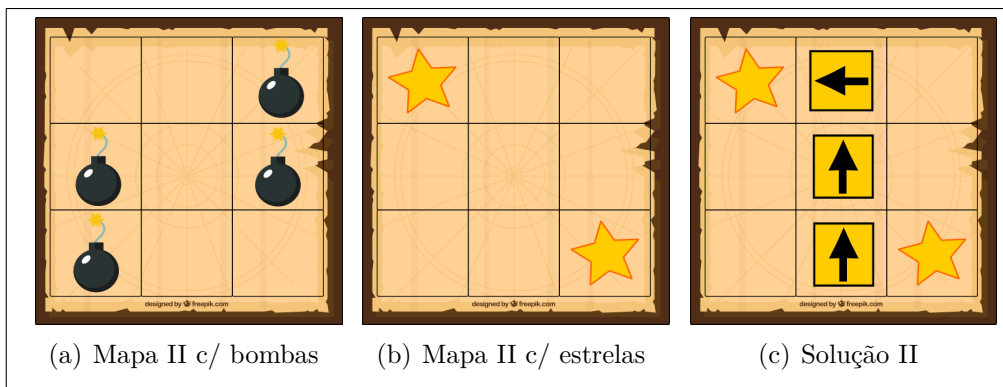 designed by freepik.com
designed by freepik.com
designed by freepik.com
(a) Mapa II c/ bombas
(b) Mapa II c/ estrelas
(c) Solução II